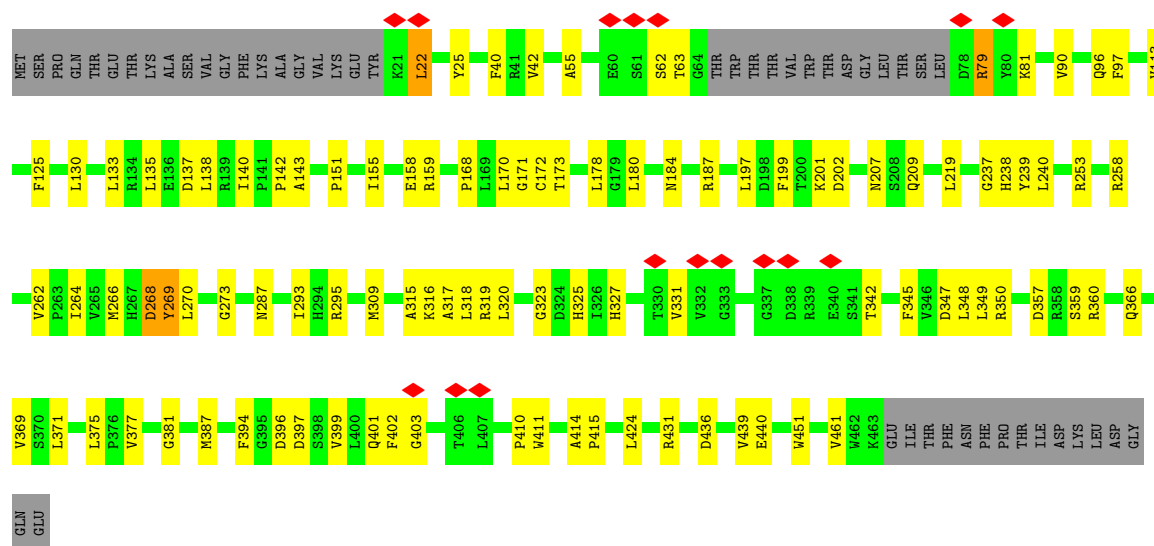 MET SER PRO GLN THR GLU THR LYS ALA SER VAL GLY PHE LYS ALA GLY VAL LYS GLU TYR K21 L22 Y25 F40 R41 V42 A55 E60 S61 S62 T63 G64 THR TRP THR THR VAL TRP THR ASP GLY LEU THR SER LEU D78 R79 Y80 K81 V90 Q96 F97
F125 L130 L133 R134 L135 E136 D137 L138 R139 I140 P141 P142 A143 P151 I155 E158 R159 P168 L169 L170 G171 C172 T173 L178 G179 L180 N184 R187 L197 D198 F199 T200 K201 D202 N207 S208 Q209 L219 G237 H238 Y239 L240 R253 R258
V262 P263 I264 V265 M266 H267 D268 Y269 L270 G273 N287 I293 H294 R295 M309 A315 K316 A317 L318 R319 L320 G323 D324 H325 I326 H327 T330 V331 V332 G333 G337 D338 R339 E340 S341 T342 F345 V346 D347 L348 L349 R350 D357 R358 S359 R360 Q366
V369 S370 L371 L375 P376 V377 G381 M387 F394 G395 D396 D397 S398 V399 L400 Q401 F402 G403 T406 L407 P410 W411 A414 P415 L424 R431 D436 V439 E440 W451 V461 W462 K463 GLU ILE THR PHE ASN PHE PRO THR ILE ASP LYS LEU ASP GLY
GLN GLU